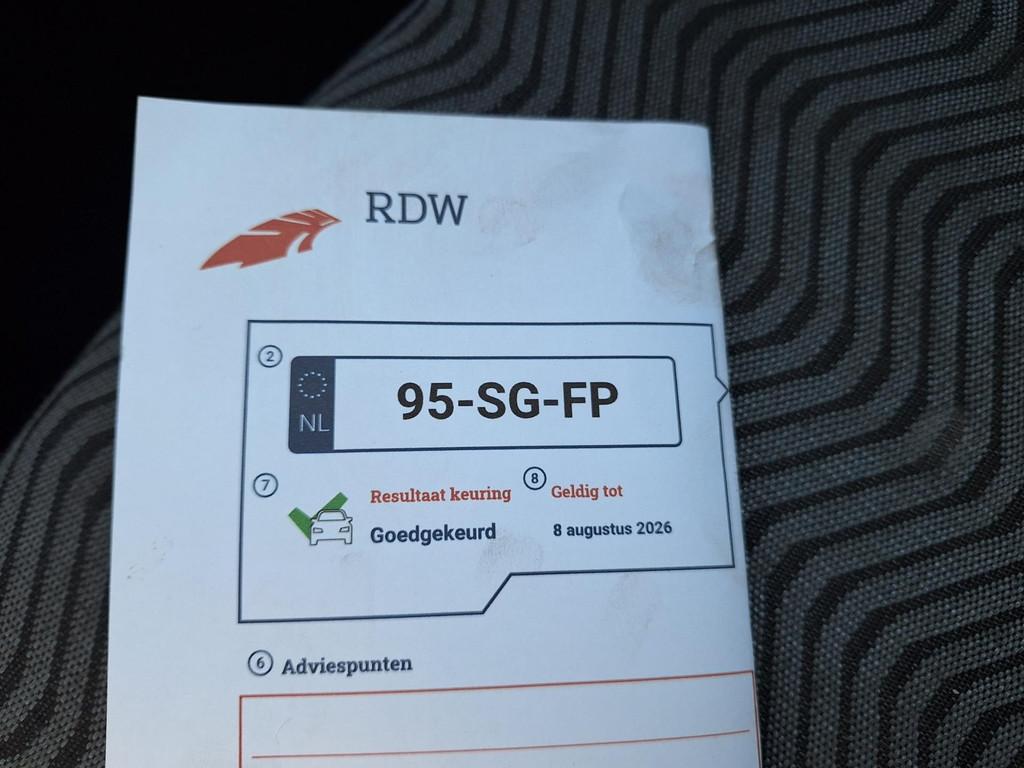 RDW
2
NL
95-SG-FP
7
Resultaat keuring
8
Geldig tot
Goedgekeurd
8 augustus 2026
6 Adviespunten